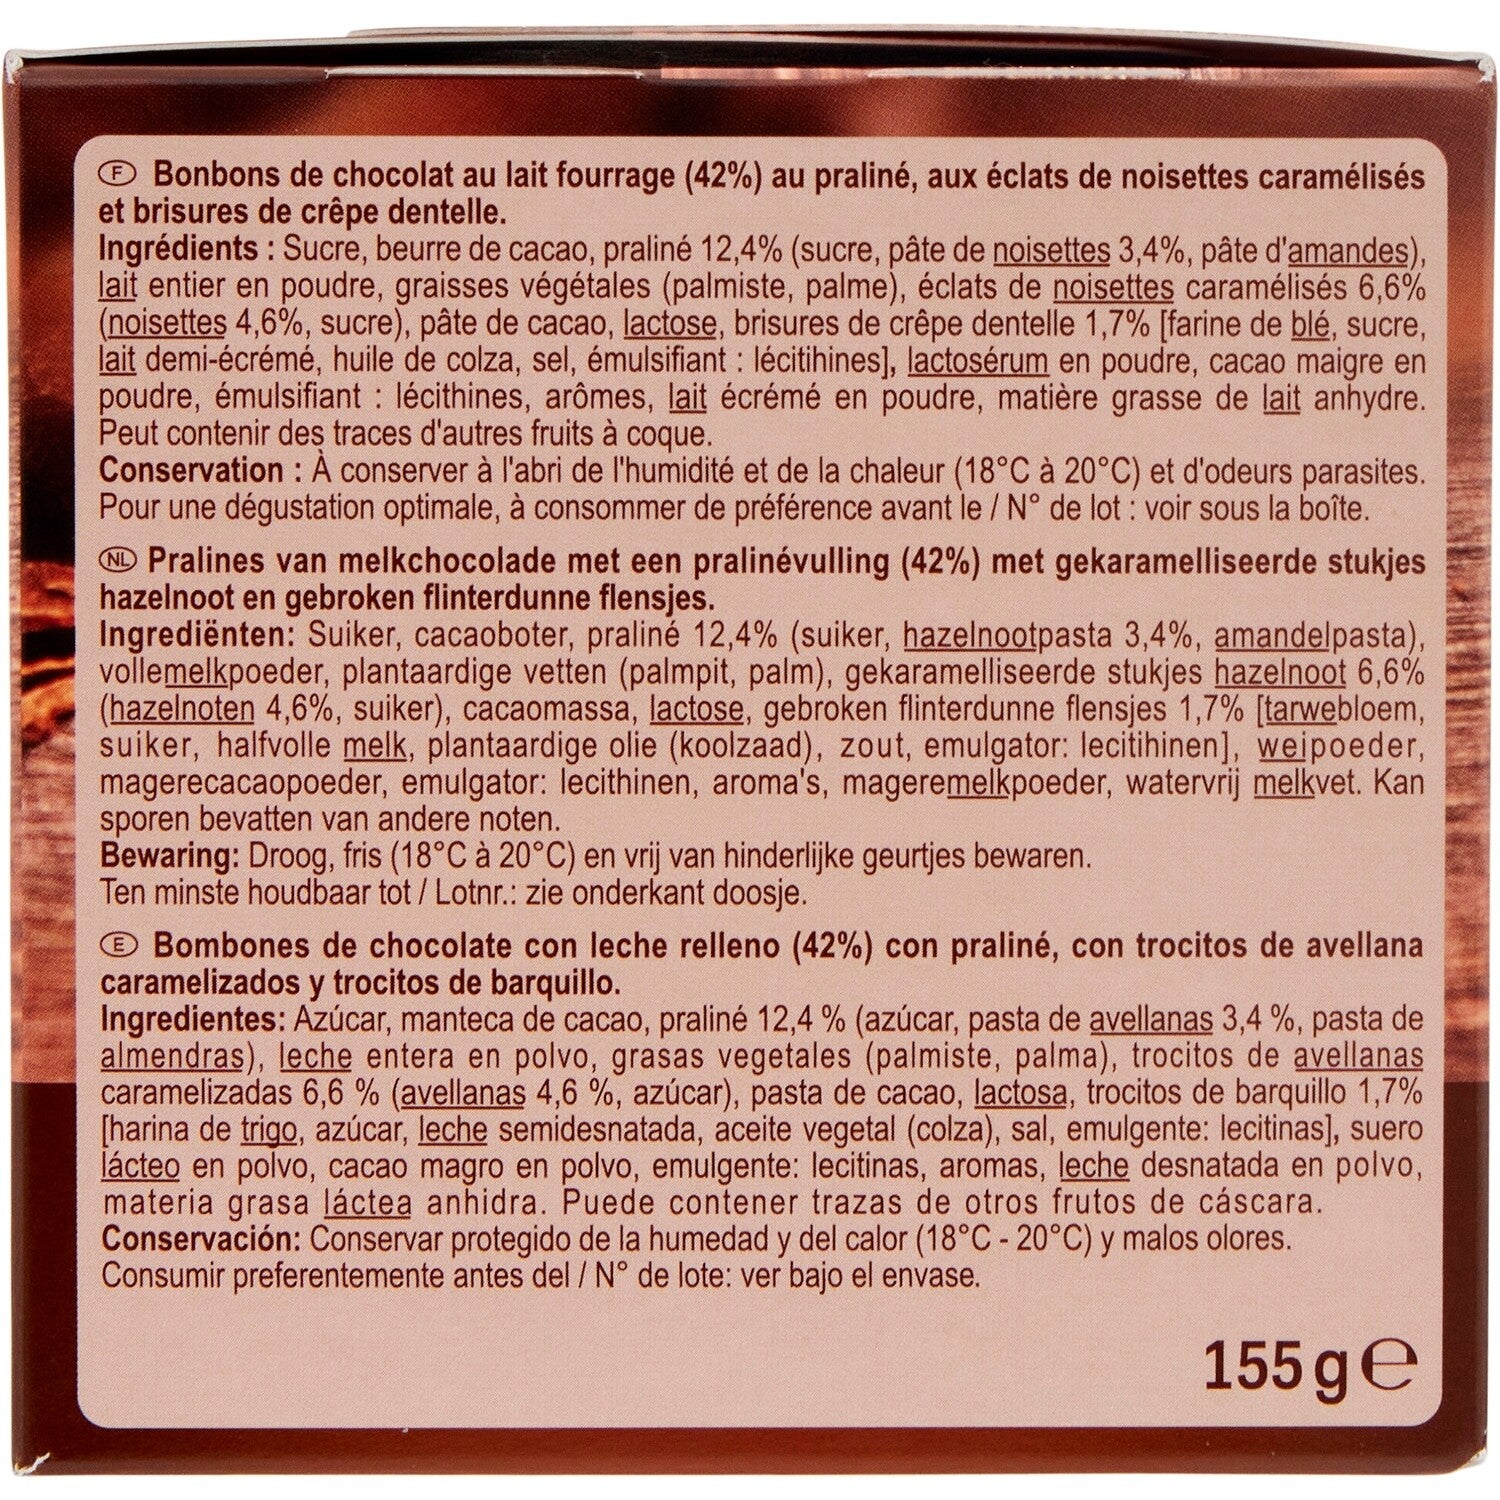 F Bonbons de chocolat au lait fourrage (42%) au praliné, aux éclats de noisettes caramélisés
et brisures de crêpe dentelle.
Ingrédients : Sucre, beurre de cacao, praliné 12,4% (sucre, pâte de noisettes 3,4%, pâte d'amandes),
lait entier en poudre, graisses végétales (palmiste, palme), éclats de noisettes caramélisés 6,6%
(noisettes 4,6%, sucre), pâte de cacao, lactose, brisures de crêpe dentelle 1,7% [farine de blé, sucre,
lait demi-écrémé, huile de colza, sel, émulsifiant : lécitihines], lactosérum en poudre, cacao maigre en
poudre, émulsifiant : lécithines, arômes, lait écrémé en poudre, matière grasse de lait anhydre.
Peut contenir des traces d'autres fruits à coque.
Conservation : À conserver à l'abri de l'humidité et de la chaleur (18°C à 20°C) et d'odeurs parasites.
Pour une dégustation optimale, à consommer de préférence avant le / N° de lot : voir sous la boîte.
NL Pralines van melkchocolade met een pralinévulling (42%) met gekaramelliseerde stukjes
hazelnoot en gebroken flinterdunne flensjes.
Ingrediënten: Suiker, cacaoboter, praliné 12,4% (suiker, hazelnootpasta 3,4%, amandelpasta),
vollemelkpoeder, plantaardige vetten (palmpit, palm), gekaramelliseerde stukjes hazelnoot 6,6%
(hazelnoten 4,6%, suiker), cacaomassa, lactose, gebroken flinterdunne flensjes 1,7% [tarwebloem,
suiker, halfvolle melk, plantaardige olie (koolzaad), zout, emulgator: lecitihinen], weipoeder,
magerecacaopoeder, emulgator: lecithinen, aroma's, mageremelkpoeder, watervrij melkvet. Kan
sporen bevatten van andere noten.
Bewaring: Droog, fris (18°C à 20°C) en vrij van hinderlijke geurtjes bewaren.
Ten minste houdbaar tot / Lotnr.: zie onderkant doosje.
E Bombones de chocolate con leche relleno (42%) con praliné, con trocitos de avellana
caramelizados y trocitos de barquillo.
Ingredientes: Azúcar, manteca de cacao, praliné 12,4 % (azúcar, pasta de avellanas 3,4 %, pasta de
almendras), leche entera en polvo, grasas vegetales (palmiste, palma), trocitos de avellanas
caramelizadas 6,6 % (avellanas 4,6 %, azúcar), pasta de cacao, lactosa, trocitos de barquillo 1,7%
[harina de trigo, azúcar, leche semidesnatada, aceite vegetal (colza), sal, emulgente: lecitinas], suero
lácteo en polvo, cacao magro en polvo, emulgente: lecitinas, aromas, leche desnatada en polvo,
materia grasa láctea anhidra. Puede contener trazas de otros frutos de cáscara.
Conservación: Conservar protegido de la humedad y del calor (18°C - 20°C) y malos olores.
Consumir preferentemente antes del / N° de lote: ver bajo el envase.
155 g ℮